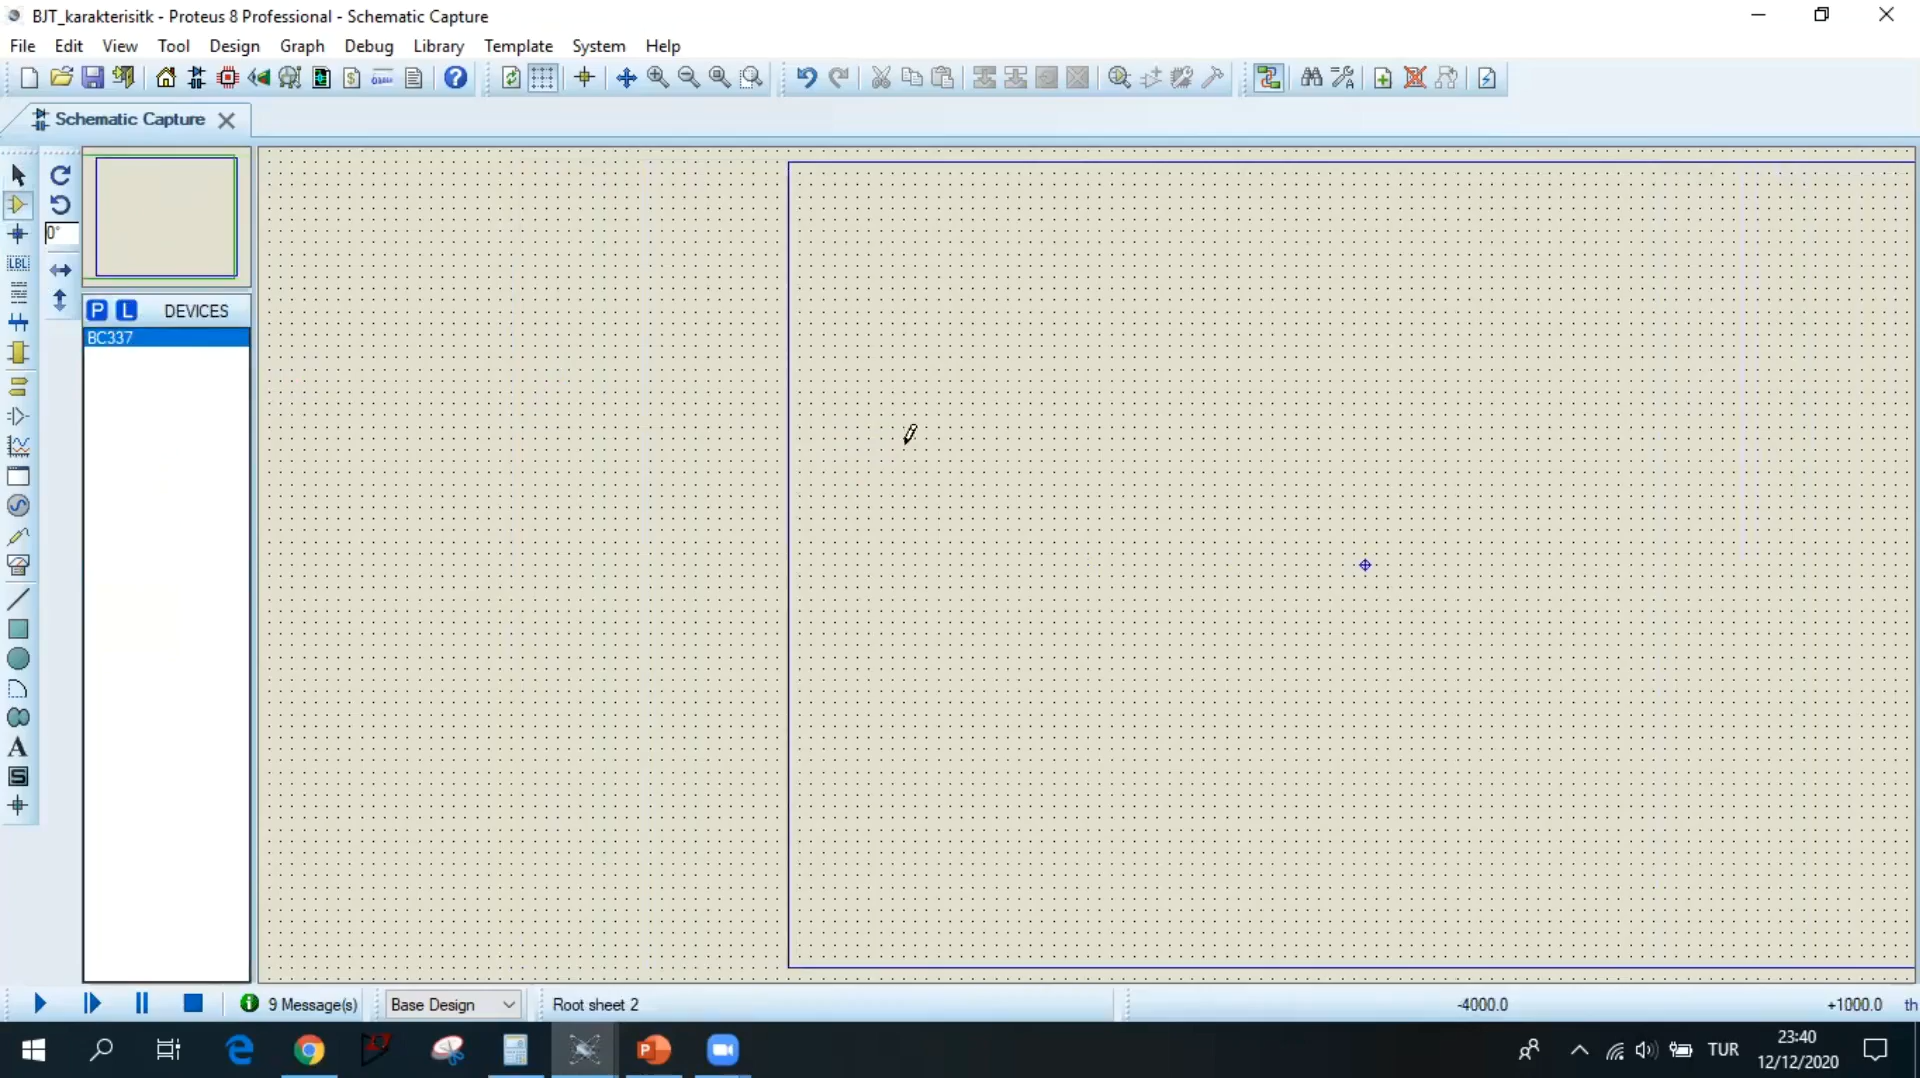 BJT_karakterisitk - Proteus 8 Professional - Schematic Capture
File Edit View Tool Design Graph Debug Library Template System Help
Schematic Capture
0°
LBL
P L DEVICES
BC337
A
S
9 Message(s) Base Design Root sheet 2 -4000.0 +1000.0 th
TUR 23:40
12/12/2020